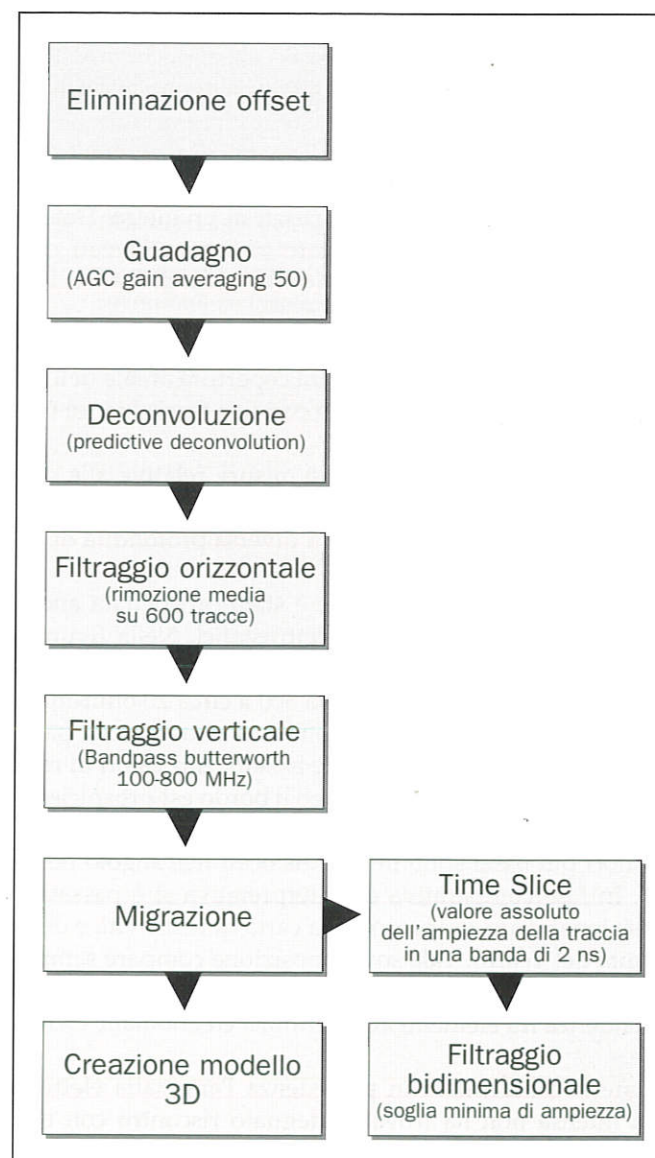 Eliminazione offset
Guadagno
(AGC gain averaging 50)
Deconvoluzione
(predictive deconvolution)
Filtraggio orizzontale
(rimozione media
su 600 tracce)
Filtraggio verticale
(Bandpass butterworth
100-800 MHz)
Migrazione
Time Slice
(valore assoluto
dell'ampiezza della traccia
in una banda di 2 ns)
Creazione modello
3D
Filtraggio
bidimensionale
(soglia minima di ampiezza)